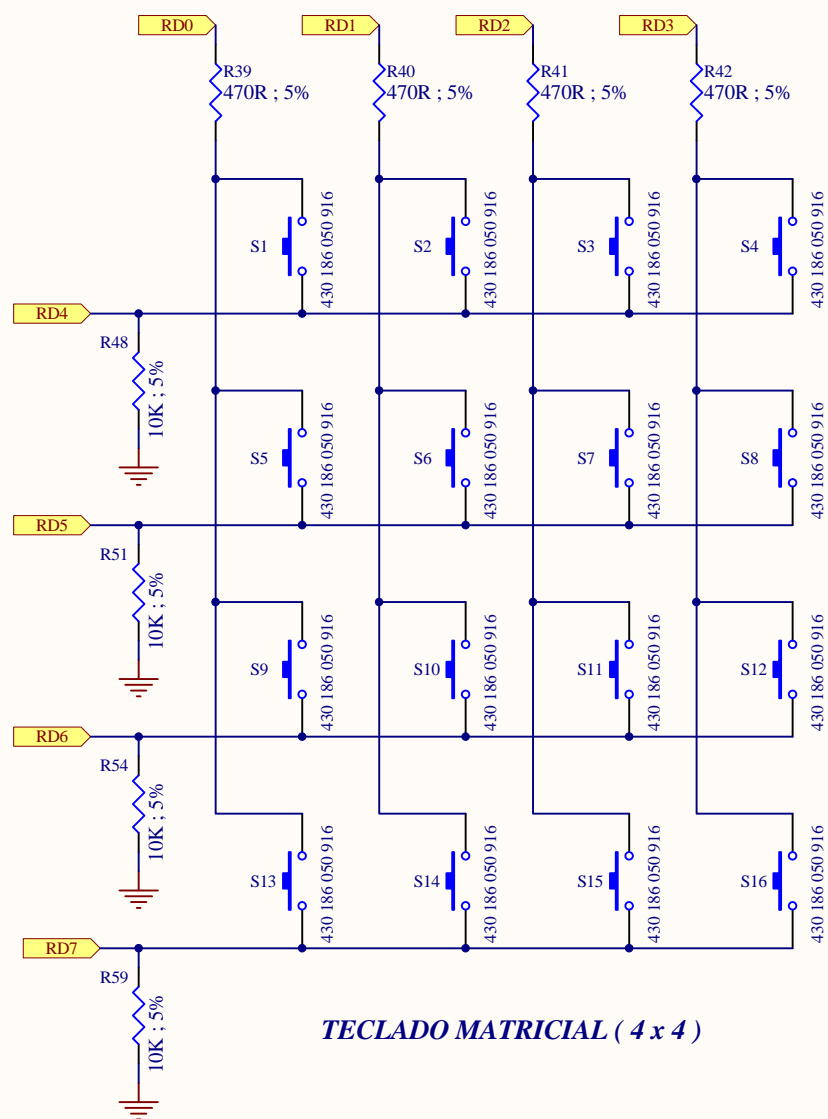 RD0 RD1 RD2 RD3
R39 R40 R41 R42
470R ; 5% 470R ; 5% 470R ; 5% 470R ; 5%
S1 430 186 050 916 S2 430 186 050 916 S3 430 186 050 916 S4 430 186 050 916
RD4
R48
10K ; 5%
S5 430 186 050 916 S6 430 186 050 916 S7 430 186 050 916 S8 430 186 050 916
RD5
R51
10K ; 5%
S9 430 186 050 916 S10 430 186 050 916 S11 430 186 050 916 S12 430 186 050 916
RD6
R54
10K ; 5%
S13 430 186 050 916 S14 430 186 050 916 S15 430 186 050 916 S16 430 186 050 916
RD7
R59
10K ; 5%
TECLADO MATRICIAL ( 4 x 4 )